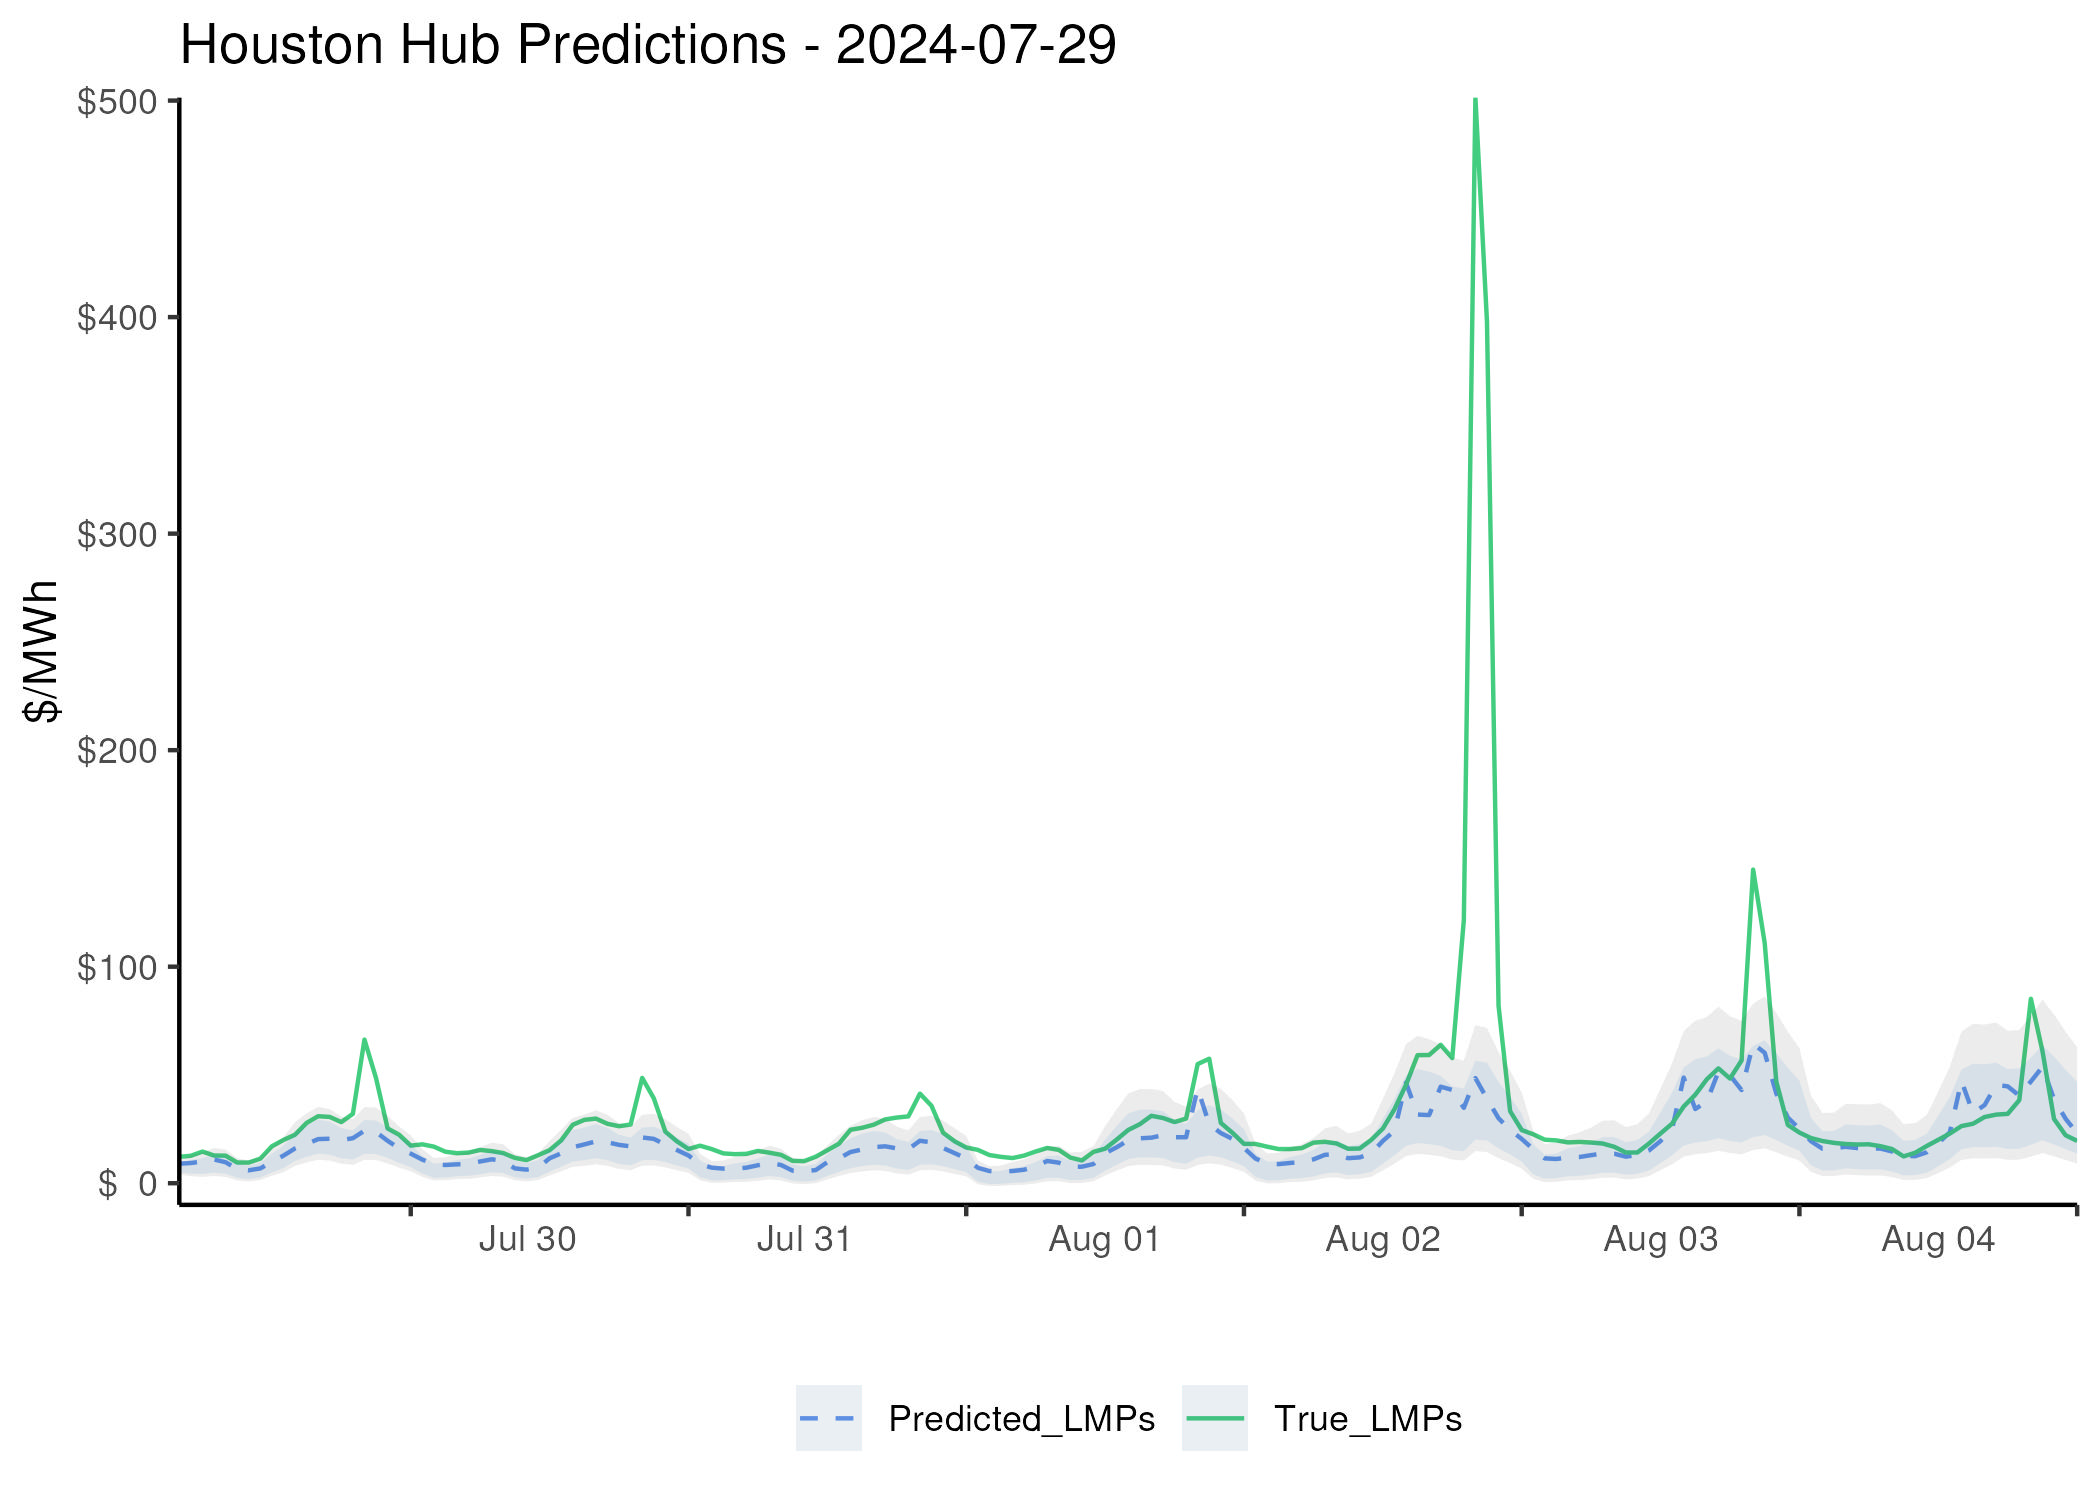 Houston Hub Predictions - 2024-07-29
$500
$400
$300
$200
$100
$ 0
$/MWh
Jul 30 Jul 31 Aug 01 Aug 02 Aug 03 Aug 04
Predicted_LMPs True_LMPs